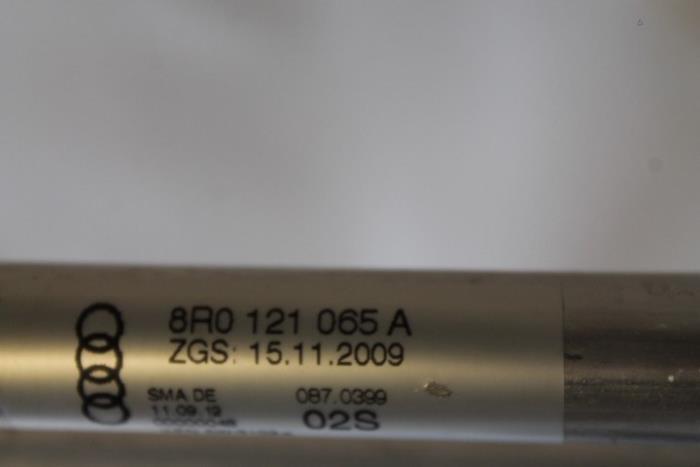 8R0 121 065 A
ZGS: 15.11.2009
SMA DE 087.0399
11.09.19 02S